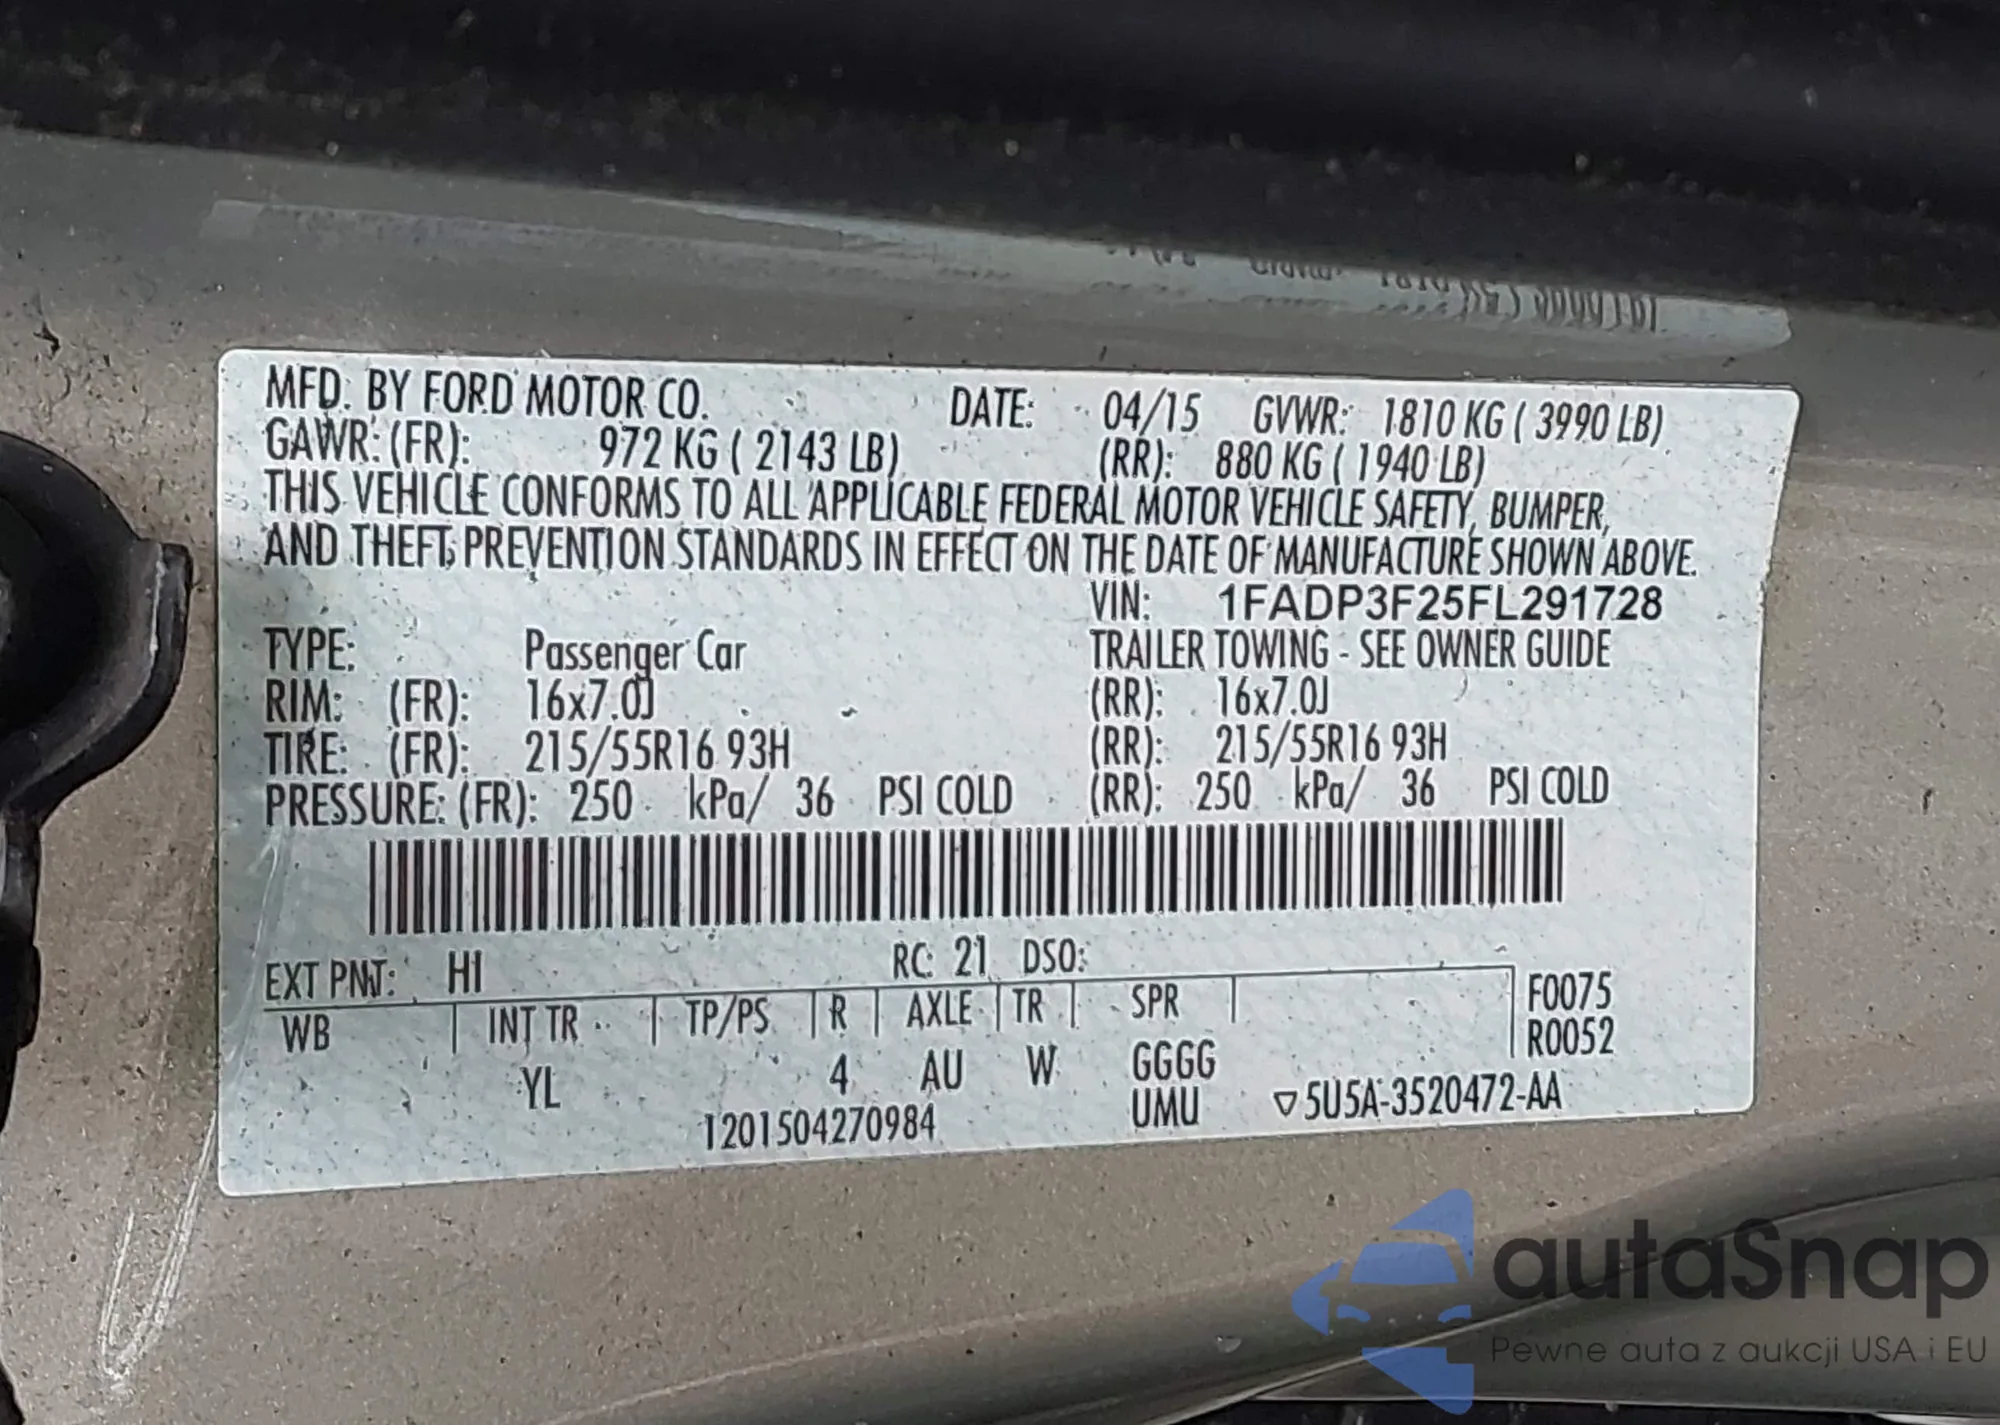 MFD. BY FORD MOTOR CO. DATE: 04/15 GVWR: 1810 KG ( 3990 LB)
GAWR: (FR): 972 KG ( 2143 LB) (RR): 880 KG ( 1940 LB)
THIS VEHICLE CONFORMS TO ALL APPLICABLE FEDERAL MOTOR VEHICLE SAFETY, BUMPER,
AND THEFT PREVENTION STANDARDS IN EFFECT ON THE DATE OF MANUFACTURE SHOWN ABOVE.
VIN: 1FADP3F25FL291728
TYPE: Passenger Car TRAILER TOWING - SEE OWNER GUIDE
RIM: (FR): 16x7.0J (RR): 16x7.0J
TIRE: (FR): 215/55R16 93H (RR): 215/55R16 93H
PRESSURE: (FR): 250 kPa/ 36 PSI COLD (RR): 250 kPa/ 36 PSI COLD
EXT PNT: H1 RC: 21 DSO:
WB INT TR TP/PS R AXLE TR SPR F0075
R0052
YL 4 AU W GGGG
1201504270984 UMU ▽5U5A-3520472-AA
autaSnap
Pewne auta z aukcji USA i EU